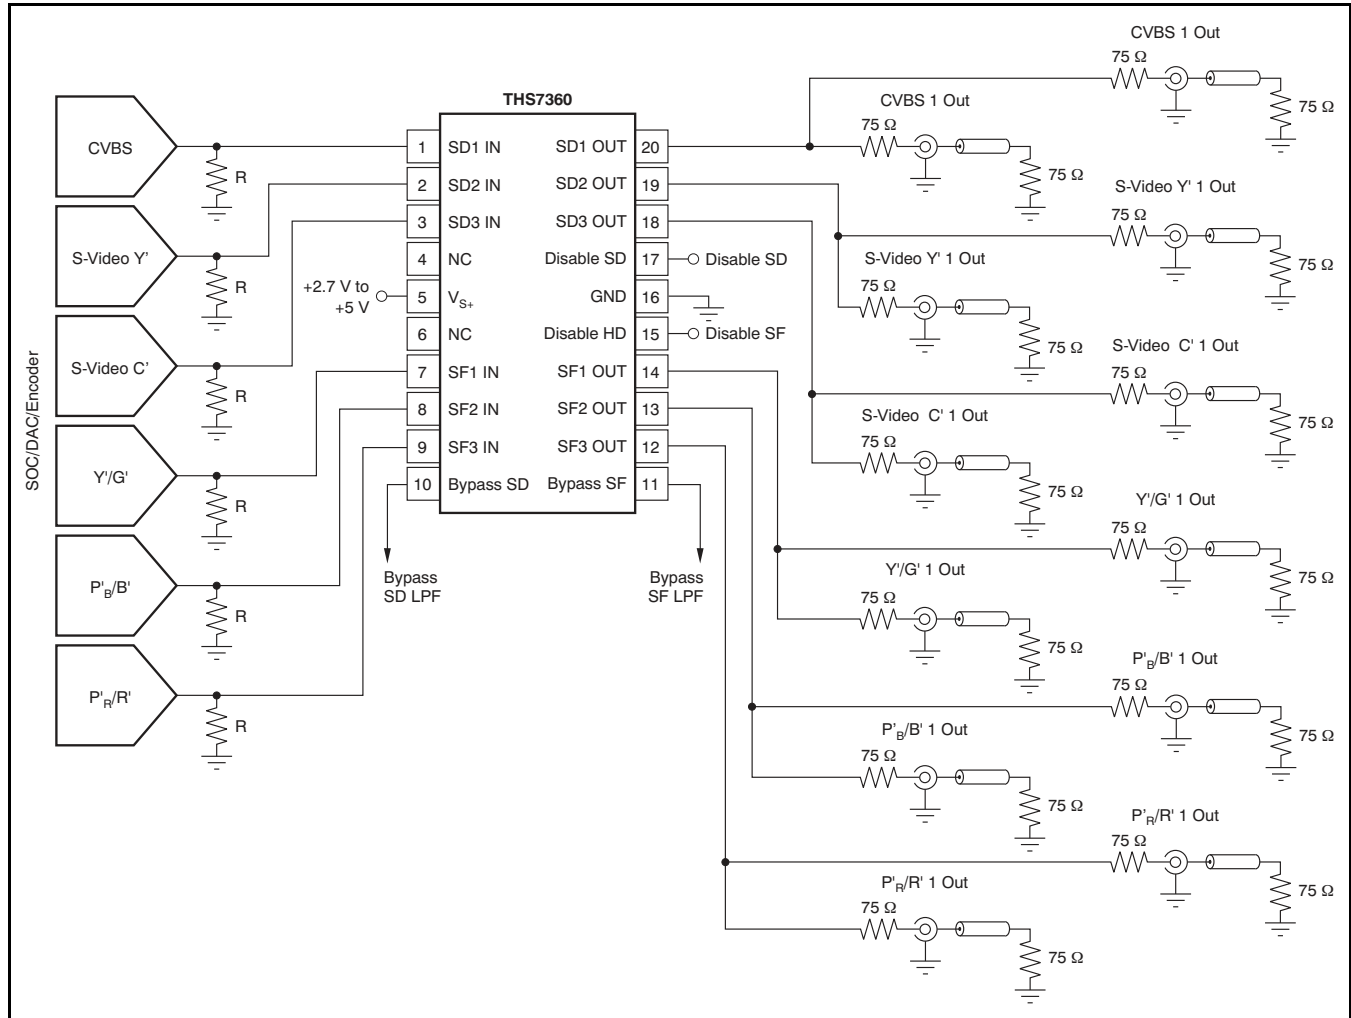 THS7360
SOC/DAC/Encoder
CVBS
R
S-Video Y'
R
S-Video C'
R
Y'/G'
R
P'B/B'
R
P'R/R'
R
+2.7 V to
+5 V
1 SD1 IN
2 SD2 IN
3 SD3 IN
4 NC
5 VS+
6 NC
7 SF1 IN
8 SF2 IN
9 SF3 IN
10 Bypass SD
SD1 OUT 20
SD2 OUT 19
SD3 OUT 18
Disable SD 17
GND 16
Disable HD 15
SF1 OUT 14
SF2 OUT 13
SF3 OUT 12
Bypass SF 11
Disable SD
Disable SF
Bypass
SD LPF
Bypass
SF LPF
CVBS 1 Out
75 Ω
75 Ω
CVBS 1 Out
75 Ω
75 Ω
S-Video Y' 1 Out
75 Ω
75 Ω
S-Video Y' 1 Out
75 Ω
75 Ω
S-Video C' 1 Out
75 Ω
75 Ω
S-Video C' 1 Out
75 Ω
75 Ω
Y'/G' 1 Out
75 Ω
75 Ω
Y'/G' 1 Out
75 Ω
75 Ω
P'B/B' 1 Out
75 Ω
75 Ω
P'B/B' 1 Out
75 Ω
75 Ω
P'R/R' 1 Out
75 Ω
75 Ω
P'R/R' 1 Out
75 Ω
75 Ω